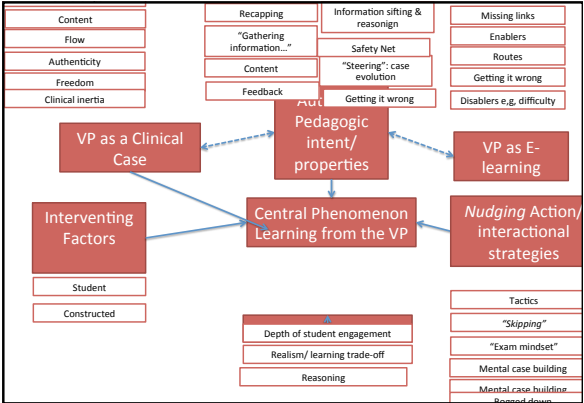 Content
Flow
Authenticity
Freedom
Clinical inertia
Recapping
“Gathering
information…”
Content
Feedback
Information sifting &
reasonign
Safety Net
“Steering”: case
evolution
Getting it wrong
Missing links
Enablers
Routes
Getting it wrong
Disablers e,g, difficulty
VP as a Clinical
Case
Pedagogic
intent/
properties
VP as E-
learning
Interventing
Factors
Central Phenomenon
Learning from the VP
Nudging Action/
interactional
strategies
Student
Constructed
Depth of student engagement
Realism/ learning trade-off
Reasoning
Tactics
“Skipping”
“Exam mindset”
Mental case building
Mental case building
Bogged down